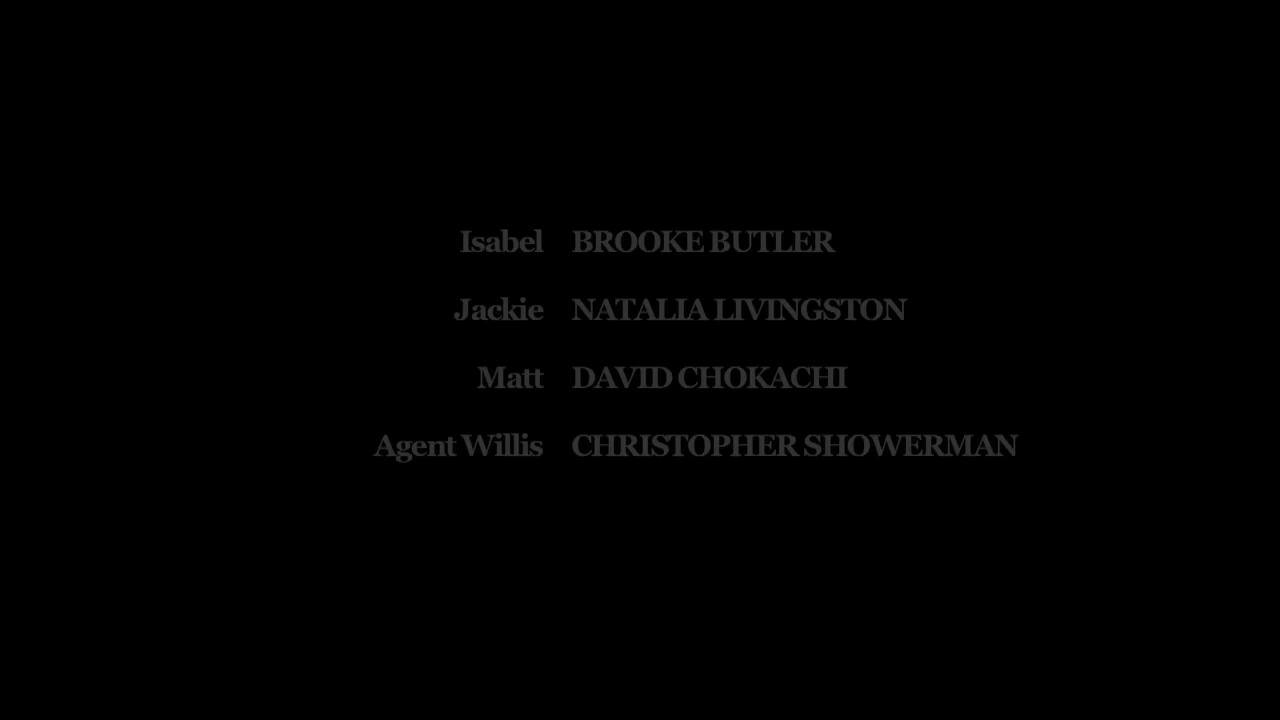 Isabel BROOKE BUTLER
Jackie NATALIA LIVINGSTON
Matt DAVID CHOKACHI
Agent Willis CHRISTOPHER SHOWERMAN